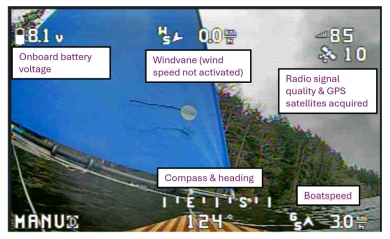 8.1 v
W S 0.0 km h
85
10
Onboard battery
voltage
Windvane (wind
speed not activated)
Radio signal
quality & GPS
satellites acquired
Compass & heading
Boatspeed
E S
MANU
124
G S 3.0